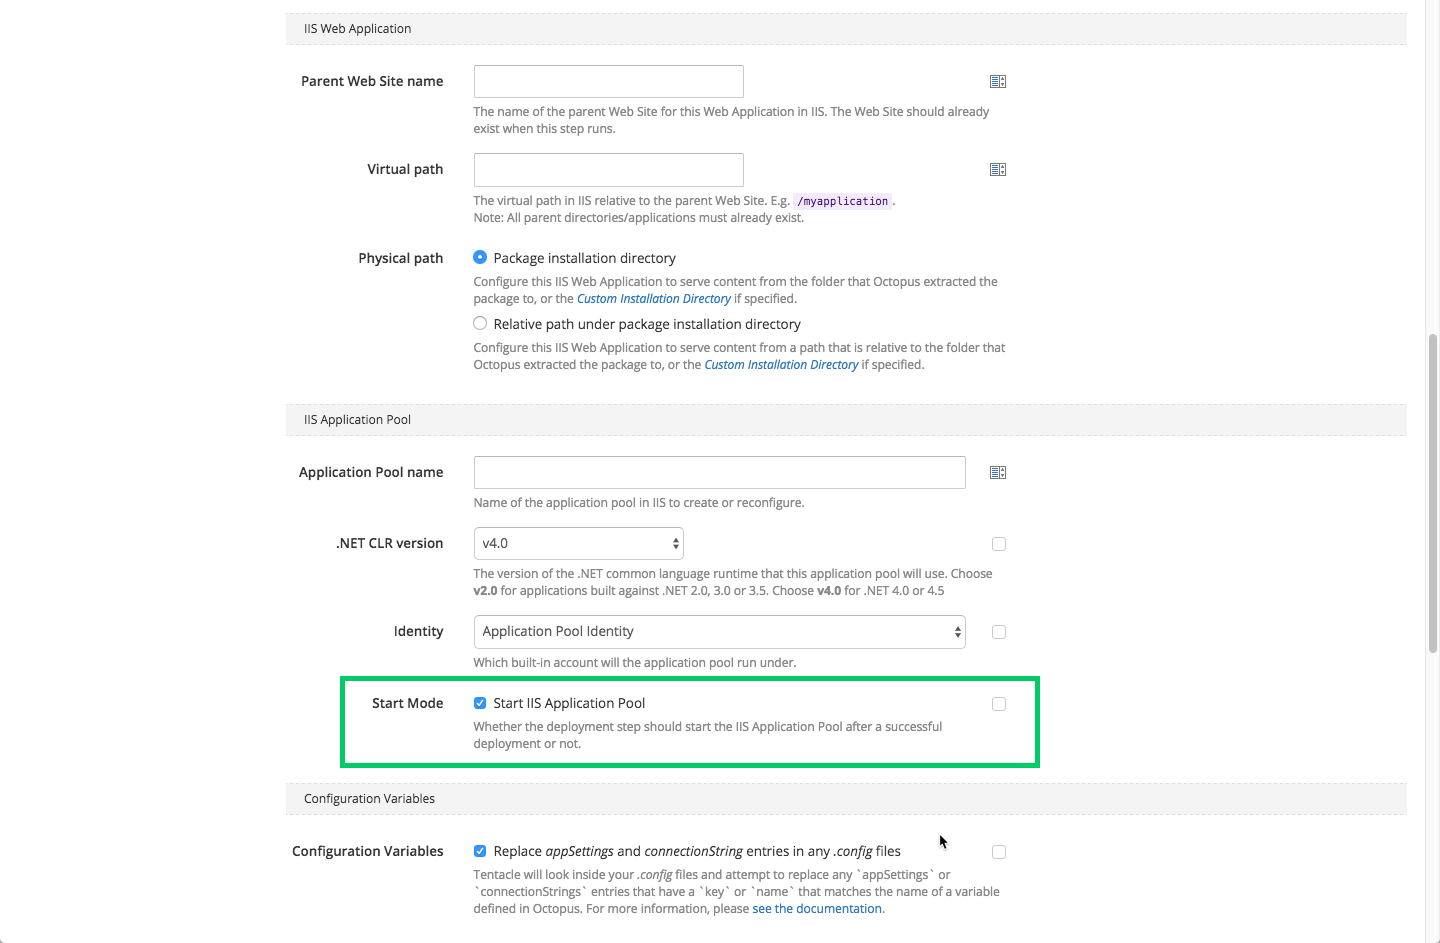 IIS Web Application
Parent Web Site name
The name of the parent Web Site for this Web Application in IIS. The Web Site should already
exist when this step runs.
Virtual path
The virtual path in IIS relative to the parent Web Site. E.g. /myapplication .
Note: All parent directories/applications must already exist.
Physical path
Package installation directory
Configure this IIS Web Application to serve content from the folder that Octopus extracted the
package to, or the Custom Installation Directory if specified.
Relative path under package installation directory
Configure this IIS Web Application to serve content from a path that is relative to the folder that
Octopus extracted the package to, or the Custom Installation Directory if specified.
IIS Application Pool
Application Pool name
Name of the application pool in IIS to create or reconfigure.
.NET CLR version
v4.0
The version of the .NET common language runtime that this application pool will use. Choose
v2.0 for applications built against .NET 2.0, 3.0 or 3.5. Choose v4.0 for .NET 4.0 or 4.5
Identity
Application Pool Identity
Which built-in account will the application pool run under.
Start Mode
Start IIS Application Pool
Whether the deployment step should start the IIS Application Pool after a successful
deployment or not.
Configuration Variables
Configuration Variables
Replace appSettings and connectionString entries in any .config files
Tentacle will look inside your .config files and attempt to replace any `appSettings` or
`connectionStrings` entries that have a `key` or `name` that matches the name of a variable
defined in Octopus. For more information, please see the documentation.